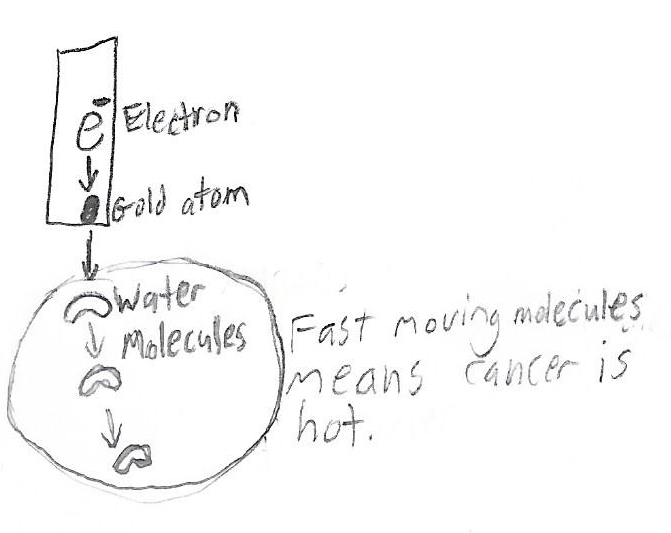 e⁻ Electron
Gold atom
Water
Molecules
Fast moving molecules
means cancer is
hot.